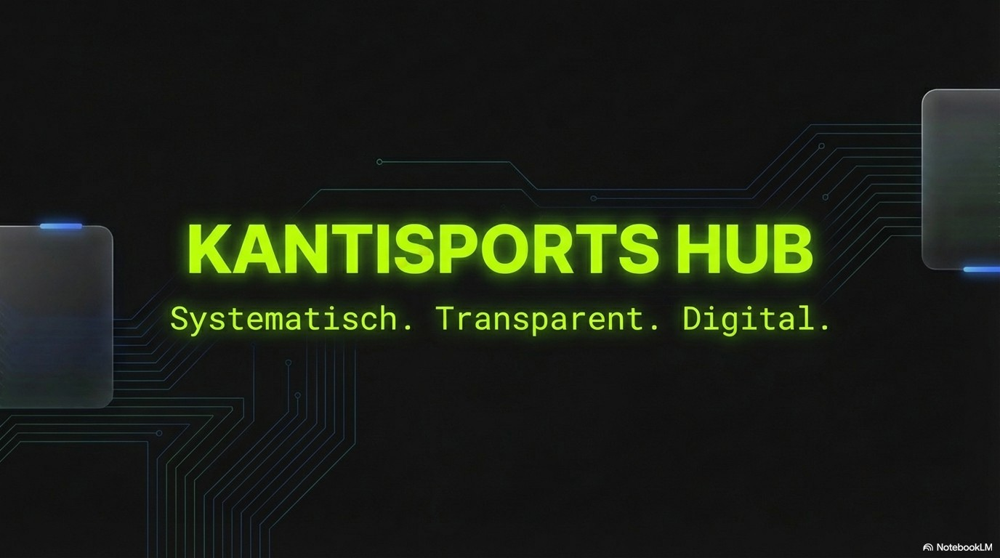 KANTISPORTS HUB
Systematisch. Transparent. Digital.
NotebookLM